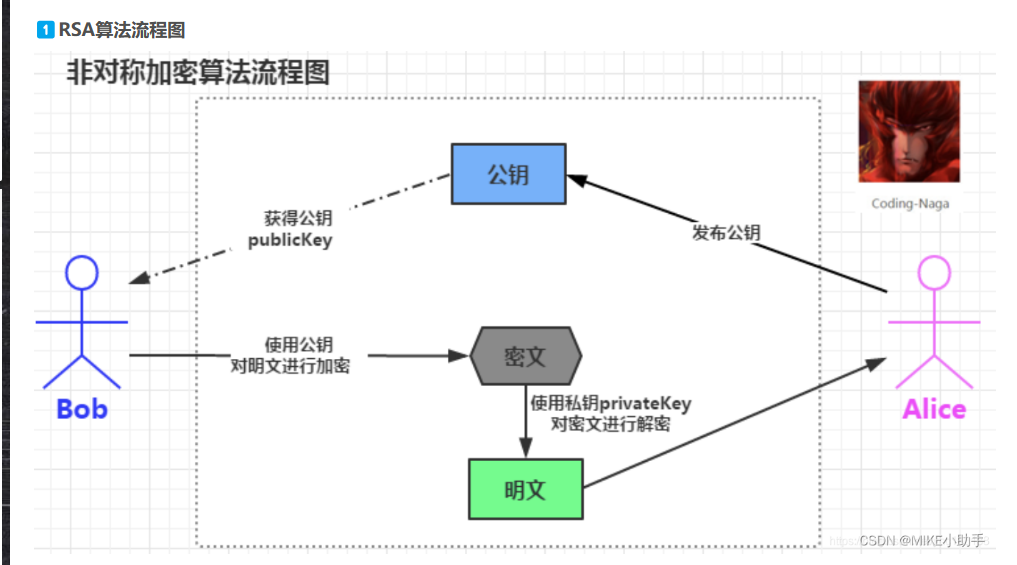 1 RSA算法流程图
非对称加密算法流程图
公钥
Coding-Naga
获得公钥
publicKey
发布公钥
使用公钥
对明文进行加密
密文
Bob
Alice
使用私钥privateKey
对密文进行解密
明文
CSDN @MIKE小助手